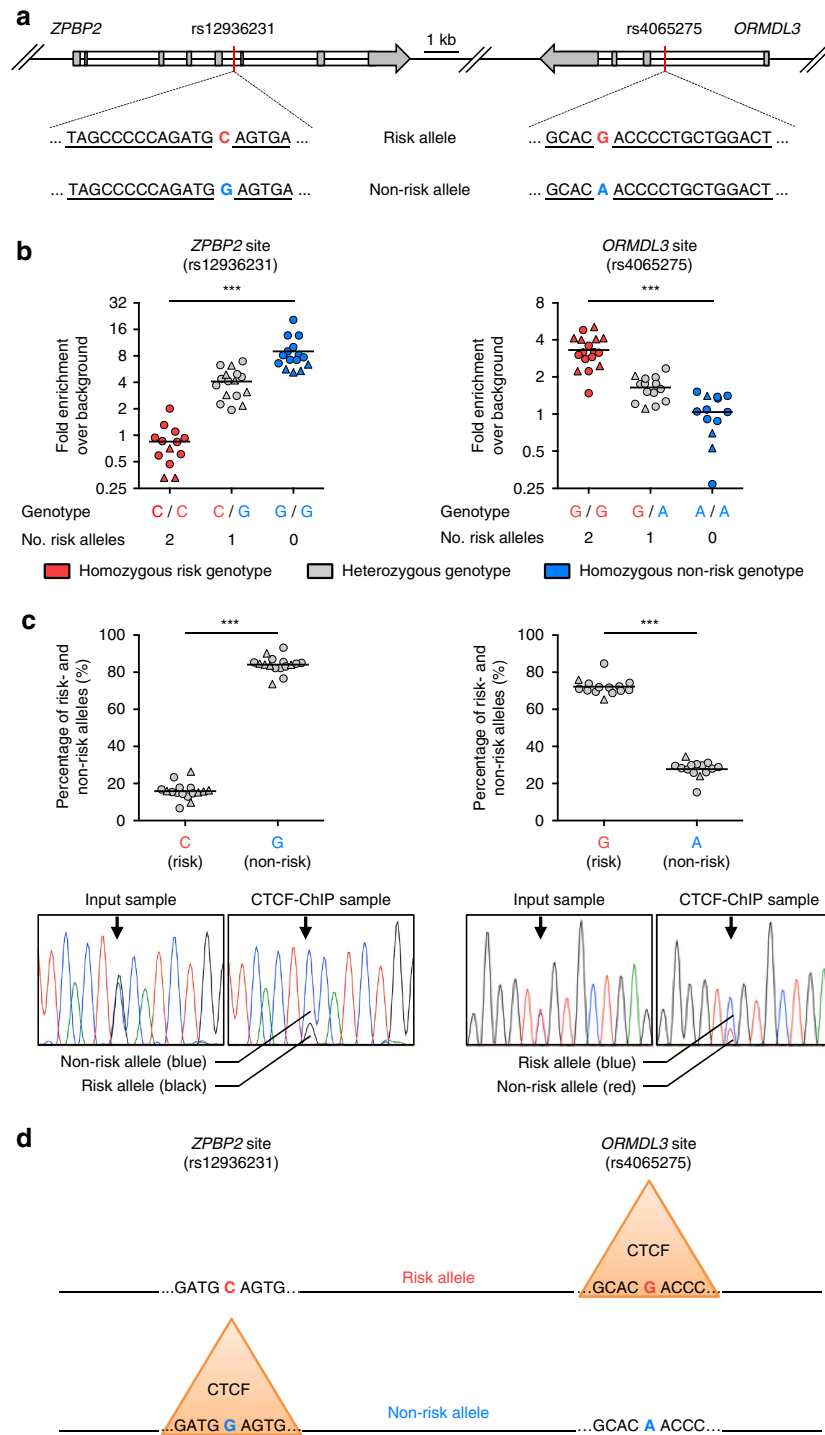 a
ZPBP2 rs12936231 1 kb rs4065275 ORMDL3
... TAGCCCCCAGATG C AGTGA ... Risk allele ... GCAC G ACCCCTGCTGGACT ...
... TAGCCCCCAGATG G AGTGA ... Non-risk allele ... GCAC A ACCCCTGCTGGACT ...
b
ZPBP2 site
(rs12936231)
Fold enrichment
over background
32
16
8
4
2
1
0.5
0.25
***
Genotype C / C C / G G / G
No. risk alleles 2 1 0
ORMDL3 site
(rs4065275)
Fold enrichment
over background
8
4
2
1
0.5
0.25
***
G / G G / A A / A
2 1 0
Homozygous risk genotype Heterozygous genotype Homozygous non-risk genotype
c
Percentage of risk- and
non-risk alleles (%)
100
80
60
40
20
0
***
C G
(risk) (non-risk)
Percentage of risk- and
non-risk alleles (%)
100
80
60
40
20
0
***
G A
(risk) (non-risk)
Input sample CTCF-ChIP sample
Non-risk allele (blue)
Risk allele (black)
Input sample CTCF-ChIP sample
Risk allele (blue)
Non-risk allele (red)
d
ZPBP2 site
(rs12936231)
ORMDL3 site
(rs4065275)
CTCF
...GATG C AGTG... Risk allele ...GCAC G ACCC...
CTCF
...GATG G AGTG... Non-risk allele ...GCAC A ACCC...